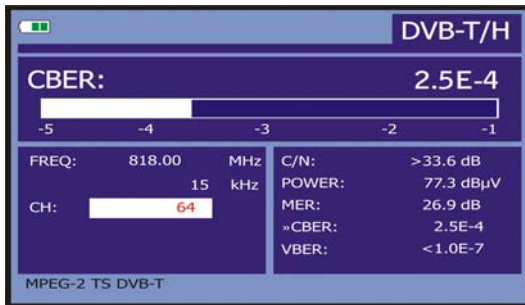 DVB-T/H
CBER: 2.5E-4
-5 -4 -3 -2 -1
FREQ: 818.00 MHz
15 kHz
CH: 64
C/N: >33.6 dB
POWER: 77.3 dBµV
MER: 26.9 dB
»CBER: 2.5E-4
VBER: <1.0E-7
MPEG-2 TS DVB-T